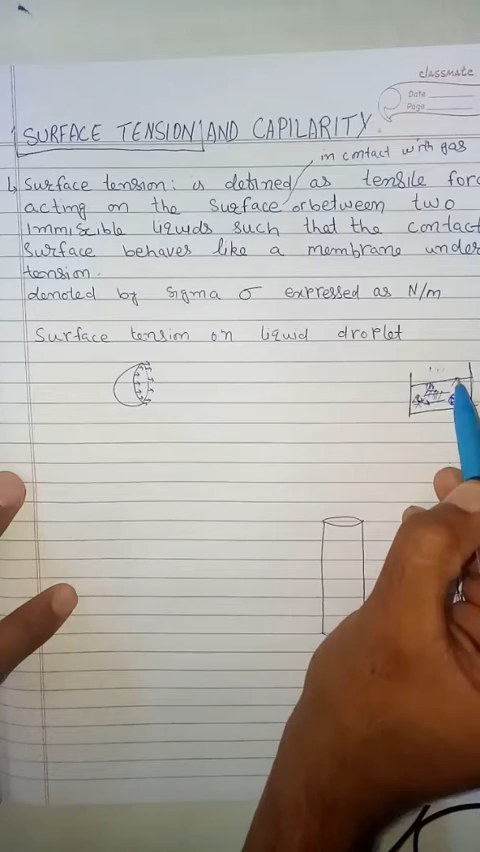 classmate
Date
Page
SURFACE TENSION AND CAPILARITY.
in contact with gas
Surface tension: is defined as tensile forc
acting on the surface or between two
immiscible liquids such that the contact
surface behaves like a membrane under
tension.
denoted by sigma σ expressed as N/m
Surface tension on liquid droplet